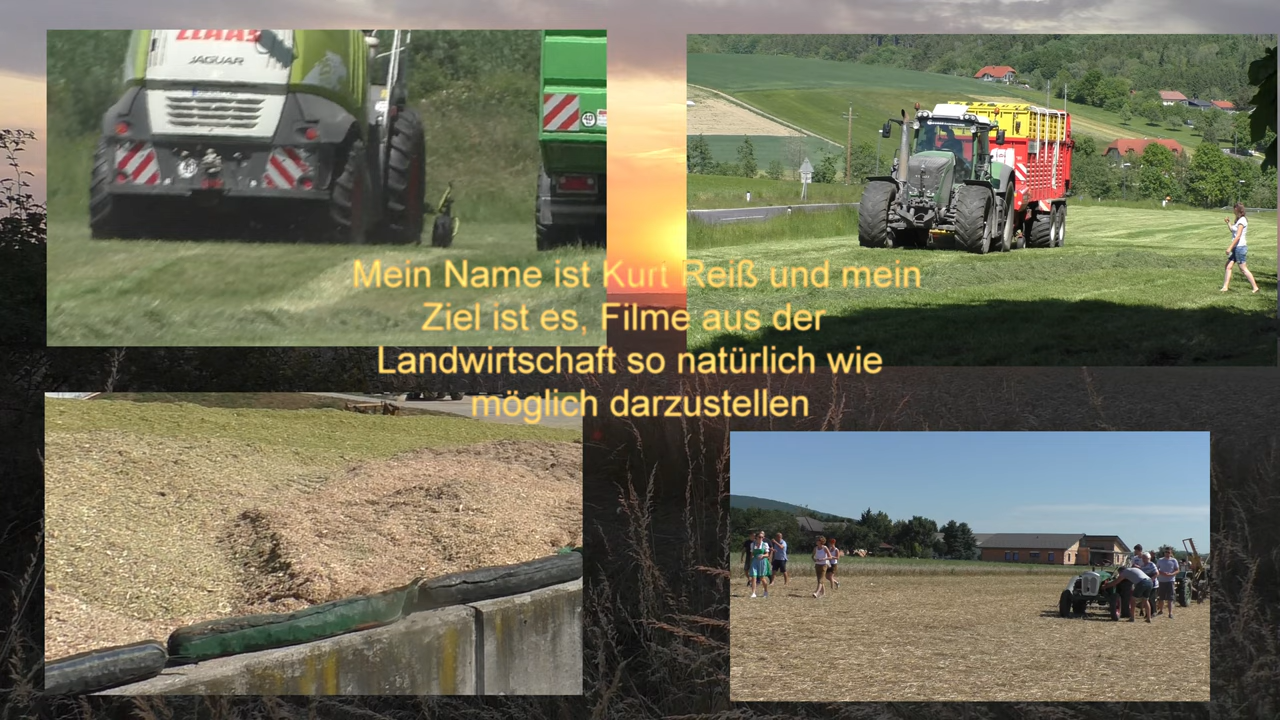 CLAAS
JAGUAR
40
Mein Name ist Kurt Reiß und mein
Ziel ist es, Filme aus der
Landwirtschaft so natürlich wie
möglich darzustellen